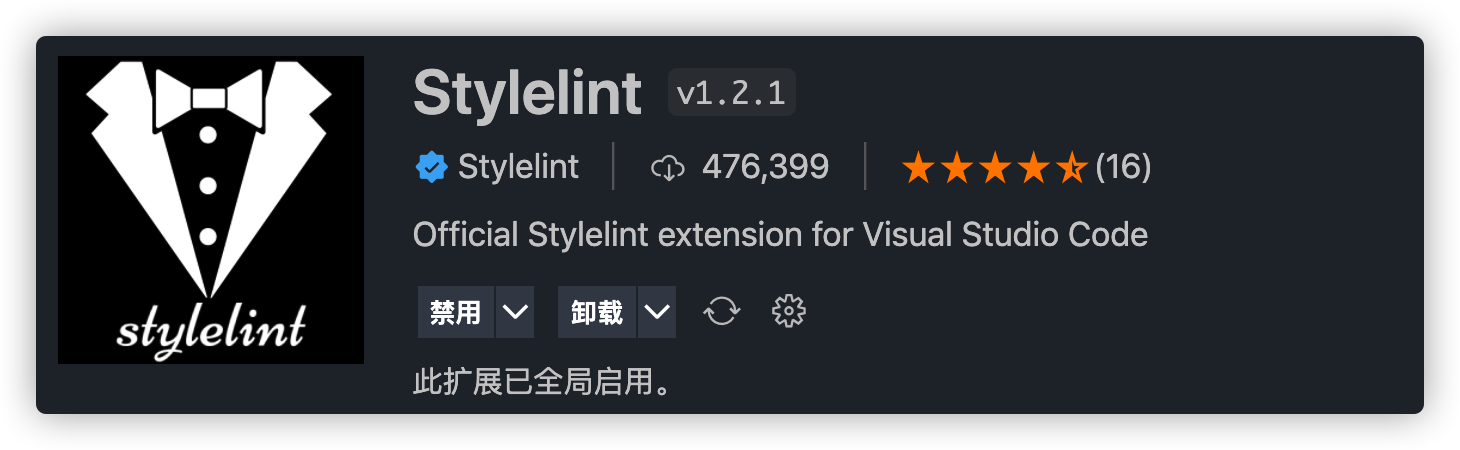 stylelint
Stylelint v1.2.1
Stylelint 476,399 (16)
Official Stylelint extension for Visual Studio Code
禁用 卸载
此扩展已全局启用。